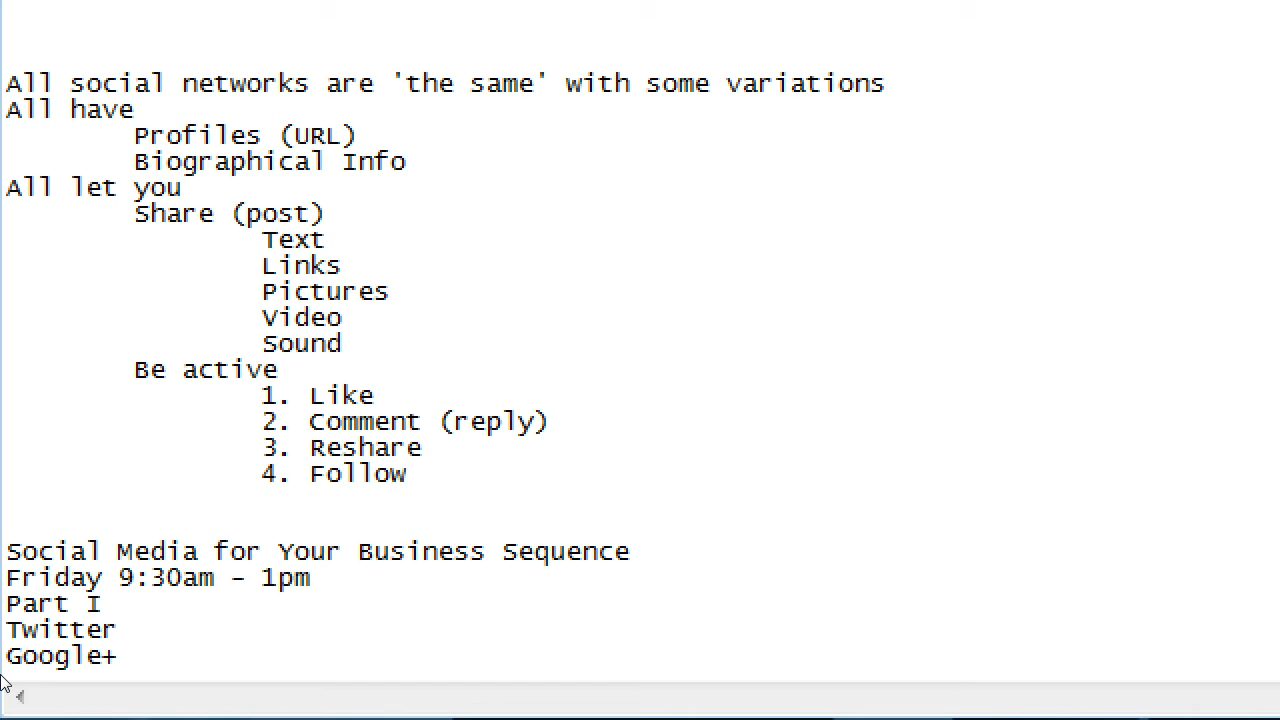 All social networks are 'the same' with some variations
All have
Profiles (URL)
Biographical Info
All let you
Share (post)
Text
Links
Pictures
Video
Sound
Be active
1. Like
2. Comment (reply)
3. Reshare
4. Follow
Social Media for Your Business Sequence
Friday 9:30am - 1pm
Part I
Twitter
Google+